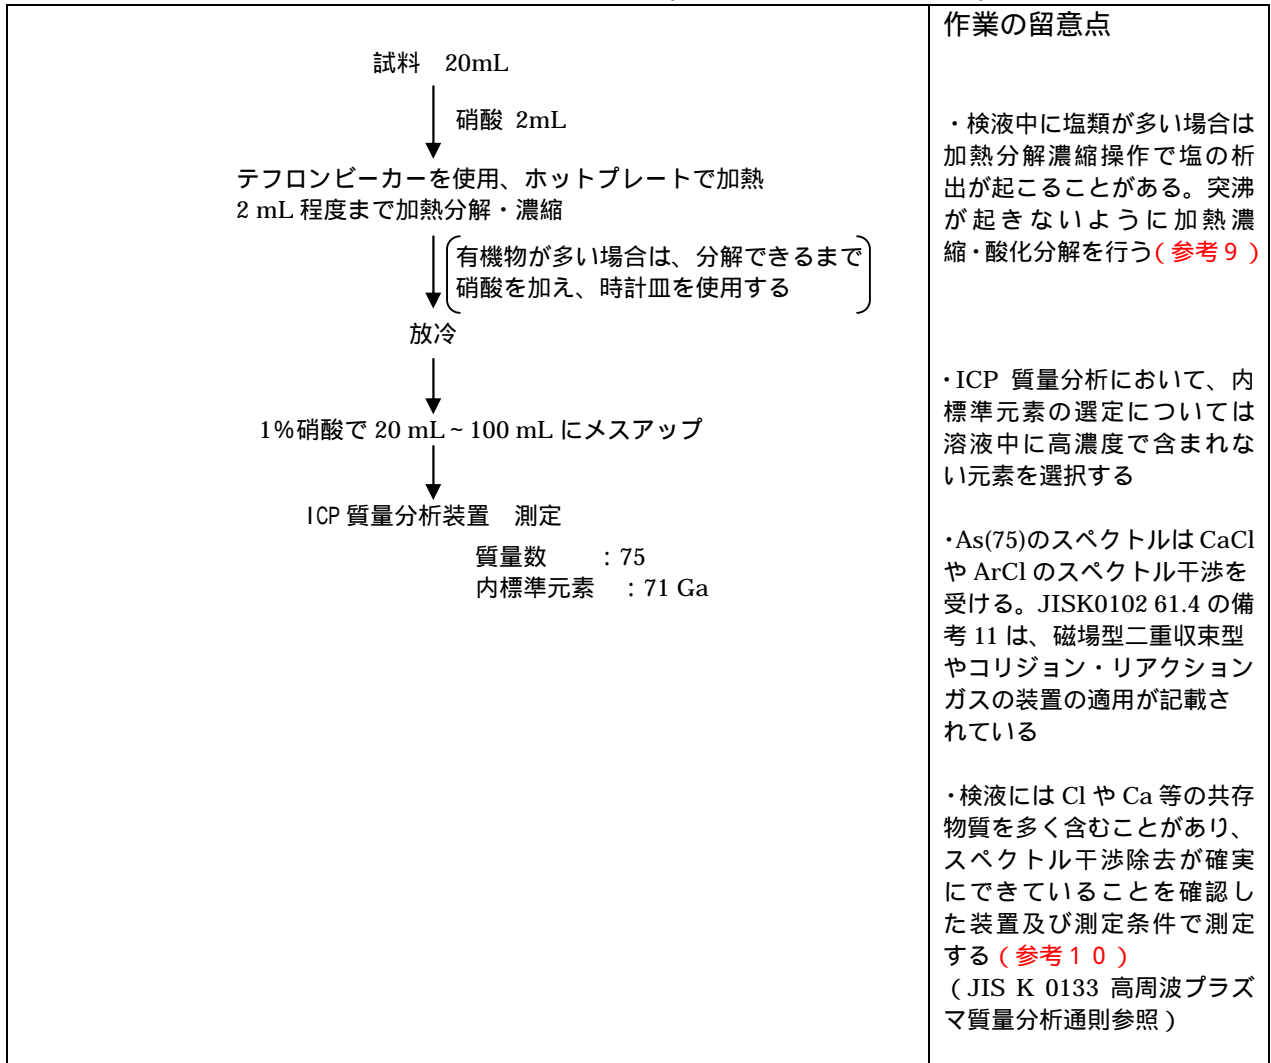 試料　20mL
硝酸 2mL
テフロンビーカーを使用、ホットプレートで加熱
2 mL 程度まで加熱分解・濃縮
有機物が多い場合は、分解できるまで
硝酸を加え、時計皿を使用する
放冷
1%硝酸で 20 mL ~ 100 mL にメスアップ
ICP 質量分析装置　測定
質量数　　：75
内標準元素　：71 Ga
作業の留意点
・検液中に塩類が多い場合は
加熱分解濃縮操作で塩の析
出が起こることがある。突沸
が起きないように加熱濃
縮・酸化分解を行う（参考９）
・ICP 質量分析において、内
標準元素の選定については
溶液中に高濃度で含まれな
い元素を選択する
・As(75)のスペクトルは CaCl
や ArCl のスペクトル干渉を
受ける。JISK0102 61.4 の備
考 11 は、磁場型二重収束型
やコリジョン・リアクション
ガスの装置の適用が記載さ
れている
・検液には Cl や Ca 等の共存
物質を多く含むことがあり、
スペクトル干渉除去が確実
にできていることを確認し
た装置及び測定条件で測定
する（参考１０）
（JIS K 0133 高周波プラズ
マ質量分析通則参照）